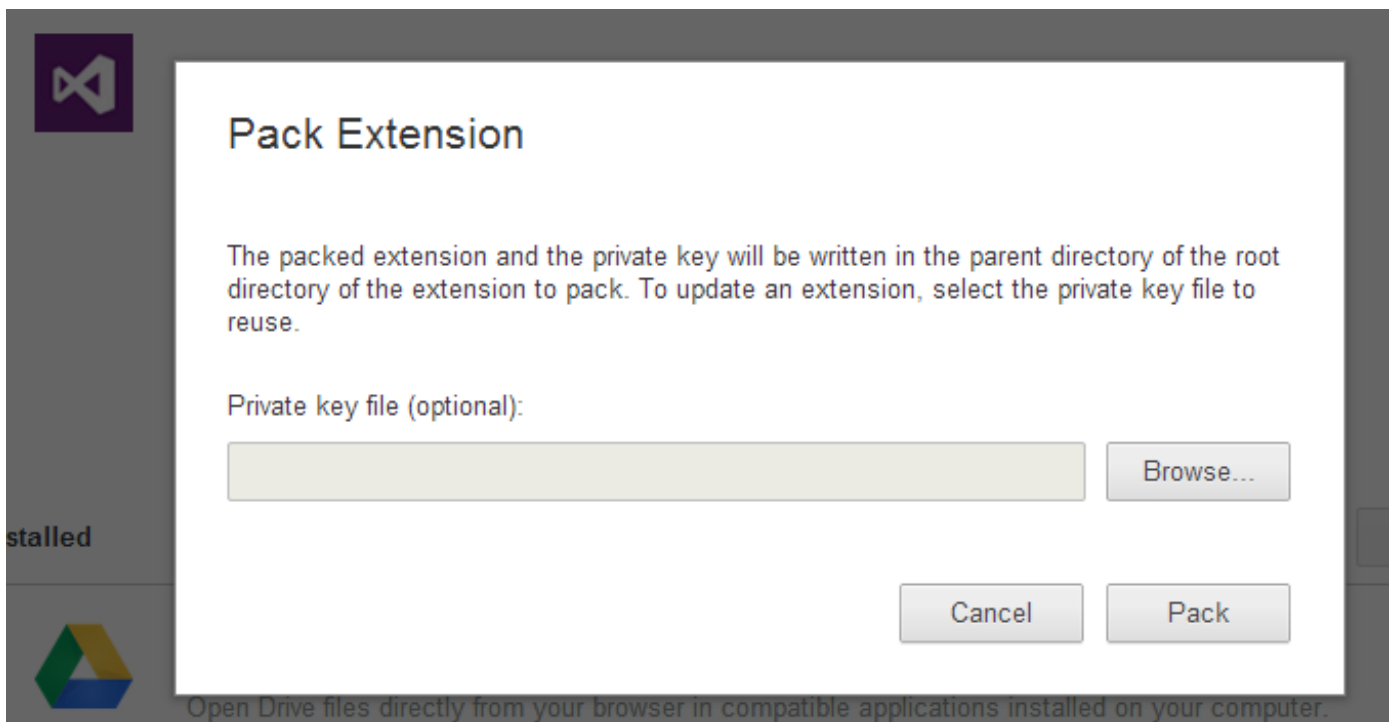 Pack Extension
The packed extension and the private key will be written in the parent directory of the root
directory of the extension to pack. To update an extension, select the private key file to
reuse.
Private key file (optional):
Browse...
stalled
Cancel Pack
Open Drive files directly from your browser in compatible applications installed on your computer.